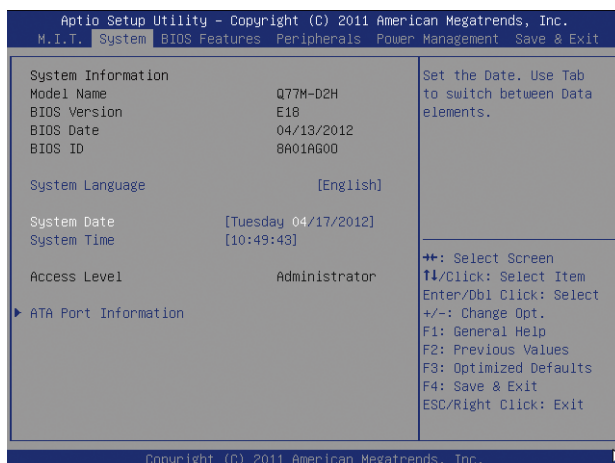 Aptio Setup Utility – Copyright (C) 2011 American Megatrends, Inc.
M.I.T. System BIOS Features Peripherals Power Management Save & Exit
System Information
Model Name Q77M-D2H
BIOS Version E18
BIOS Date 04/13/2012
BIOS ID 8A01AG00
System Language [English]
System Date [Tuesday 04/17/2012]
System Time [10:49:43]
Access Level Administrator
ATA Port Information
Set the Date. Use Tab
to switch between Data
elements.
→←: Select Screen
↑↓/Click: Select Item
Enter/Dbl Click: Select
+/-: Change Opt.
F1: General Help
F2: Previous Values
F3: Optimized Defaults
F4: Save & Exit
ESC/Right Click: Exit
Copyright (C) 2011 American Megatrends, Inc.